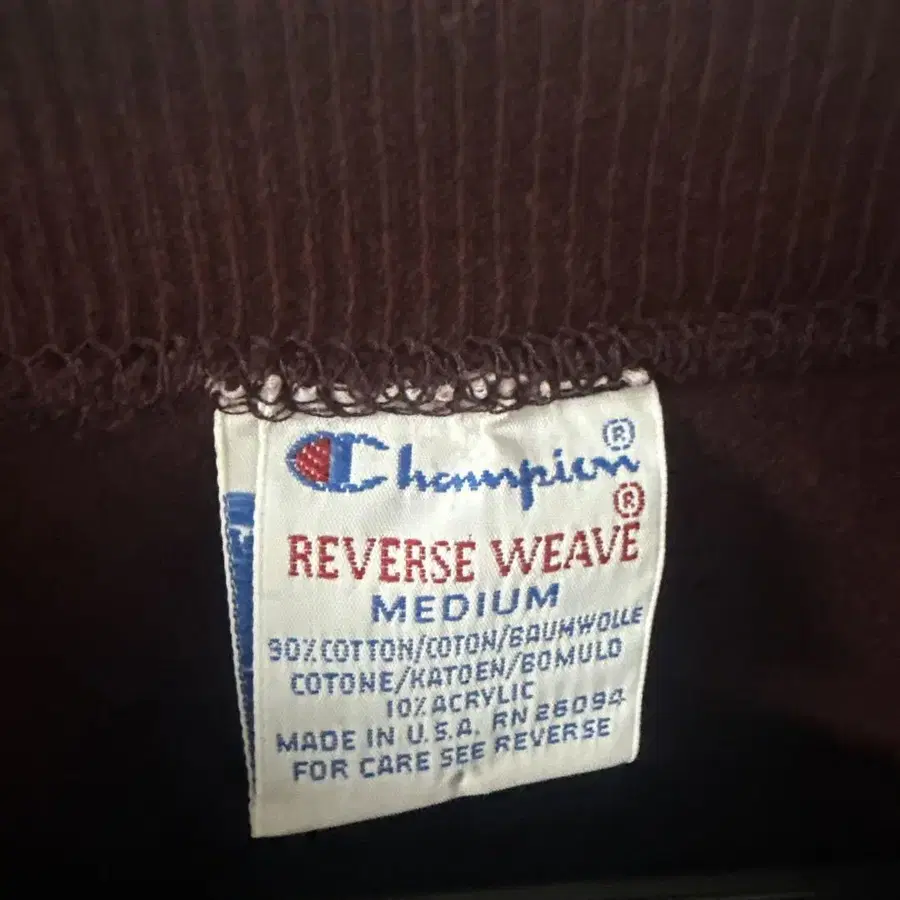 Champion®
REVERSE WEAVE®
MEDIUM
90% COTTON/COTON/BAUMWOLLE
COTONE/KATOEN/BOMULD
10% ACRYLIC
MADE IN U.S.A. RN 26094
FOR CARE SEE REVERSE